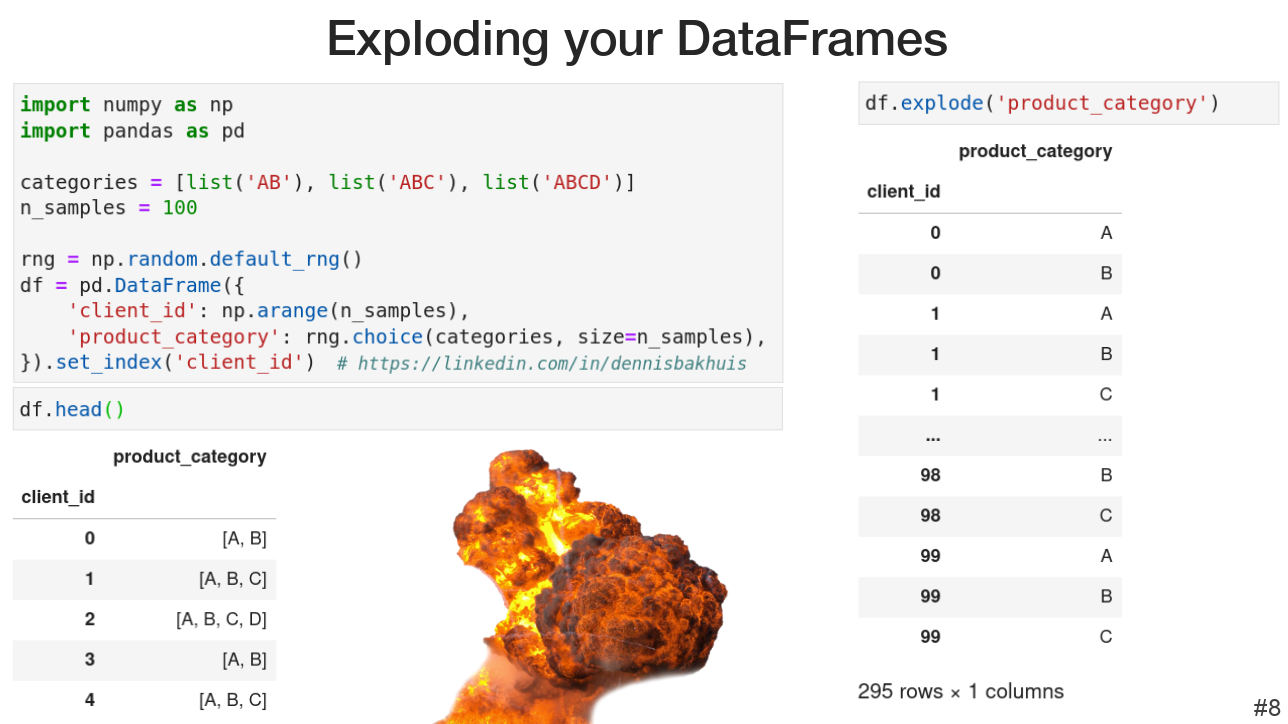 Exploding your DataFrames
import numpy as np
import pandas as pd
categories = [list('AB'), list('ABC'), list('ABCD')]
n_samples = 100
rng = np.random.default_rng()
df = pd.DataFrame({
    'client_id': np.arange(n_samples),
    'product_category': rng.choice(categories, size=n_samples),
}).set_index('client_id')  # https://linkedin.com/in/dennisbakhuis
df.head()
product_category
client_id
0 [A, B]
1 [A, B, C]
2 [A, B, C, D]
3 [A, B]
4 [A, B, C]
df.explode('product_category')
product_category
client_id
0 A
0 B
1 A
1 B
1 C
... ...
98 B
98 C
99 A
99 B
99 C
295 rows × 1 columns
#8